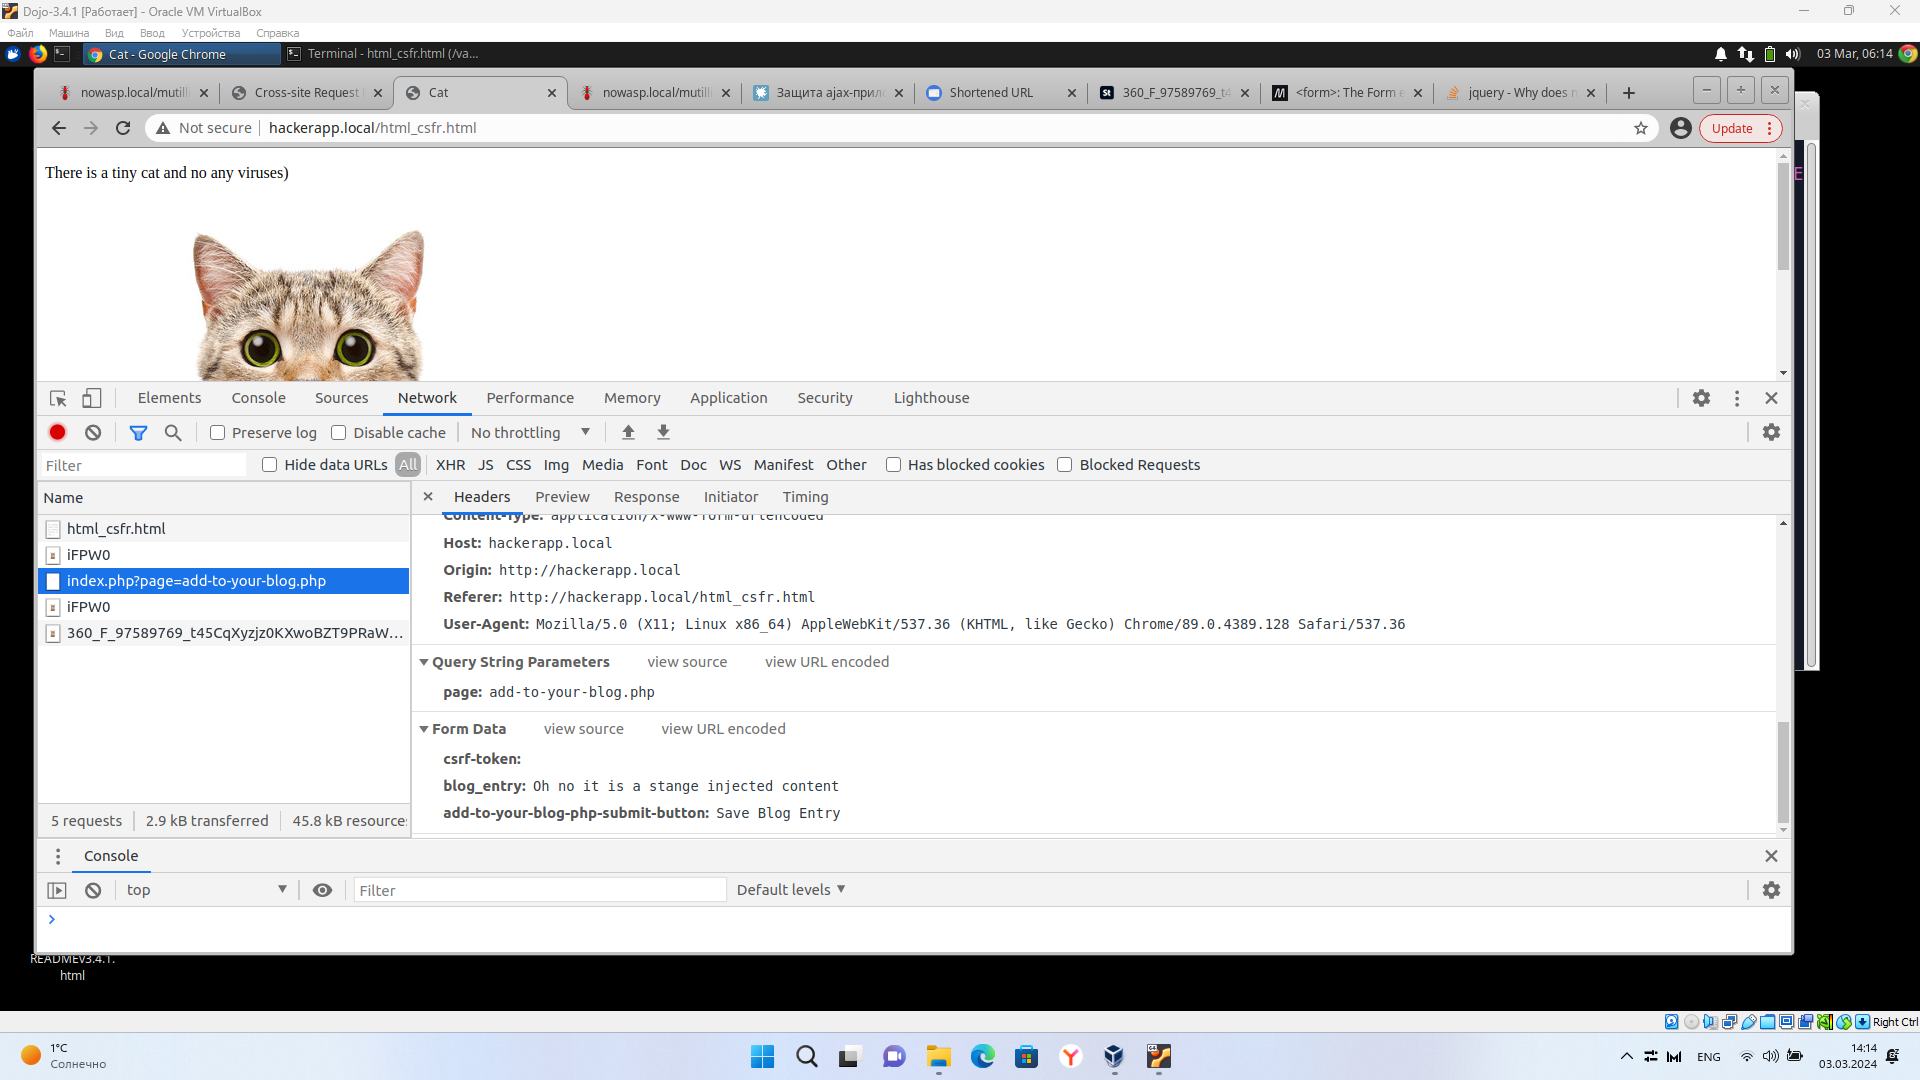 Dojo-3.4.1 [Работает] - Oracle VM VirtualBox
Файл Машина Вид Ввод Устройства Справка
Cat - Google Chrome
Terminal - html_csfr.html (/va...
03 Mar, 06:14
nowasp.local/mutilli
Cross-site Request
Cat
nowasp.local/mutilli
Защита ajax-прило
Shortened URL
360_F_97589769_t4
<form>: The Form e
jquery - Why does n
Not secure
hackerapp.local/html_csfr.html
Update
There is a tiny cat and no any viruses)
E
Elements Console Sources Network Performance Memory Application Security Lighthouse
Preserve log Disable cache No throttling
Filter Hide data URLs All XHR JS CSS Img Media Font Doc WS Manifest Other Has blocked cookies Blocked Requests
Name
Headers Preview Response Initiator Timing
html_csfr.html
iFPW0
index.php?page=add-to-your-blog.php
iFPW0
360_F_97589769_t45CqXyzjz0KXwoBZT9PRaW...
Content-Type: application/x-www-form-urlencoded
Host: hackerapp.local
Origin: http://hackerapp.local
Referer: http://hackerapp.local/html_csfr.html
User-Agent: Mozilla/5.0 (X11; Linux x86_64) AppleWebKit/537.36 (KHTML, like Gecko) Chrome/89.0.4389.128 Safari/537.36
Query String Parameters view source view URL encoded
page: add-to-your-blog.php
Form Data view source view URL encoded
csrf-token:
blog_entry: Oh no it is a stange injected content
add-to-your-blog-php-submit-button: Save Blog Entry
5 requests 2.9 kB transferred 45.8 kB resource
Console
top Filter Default levels
READMEv3.4.1.
html
Right Ctrl
1°C
Солнечно
ENG
14:14
03.03.2024